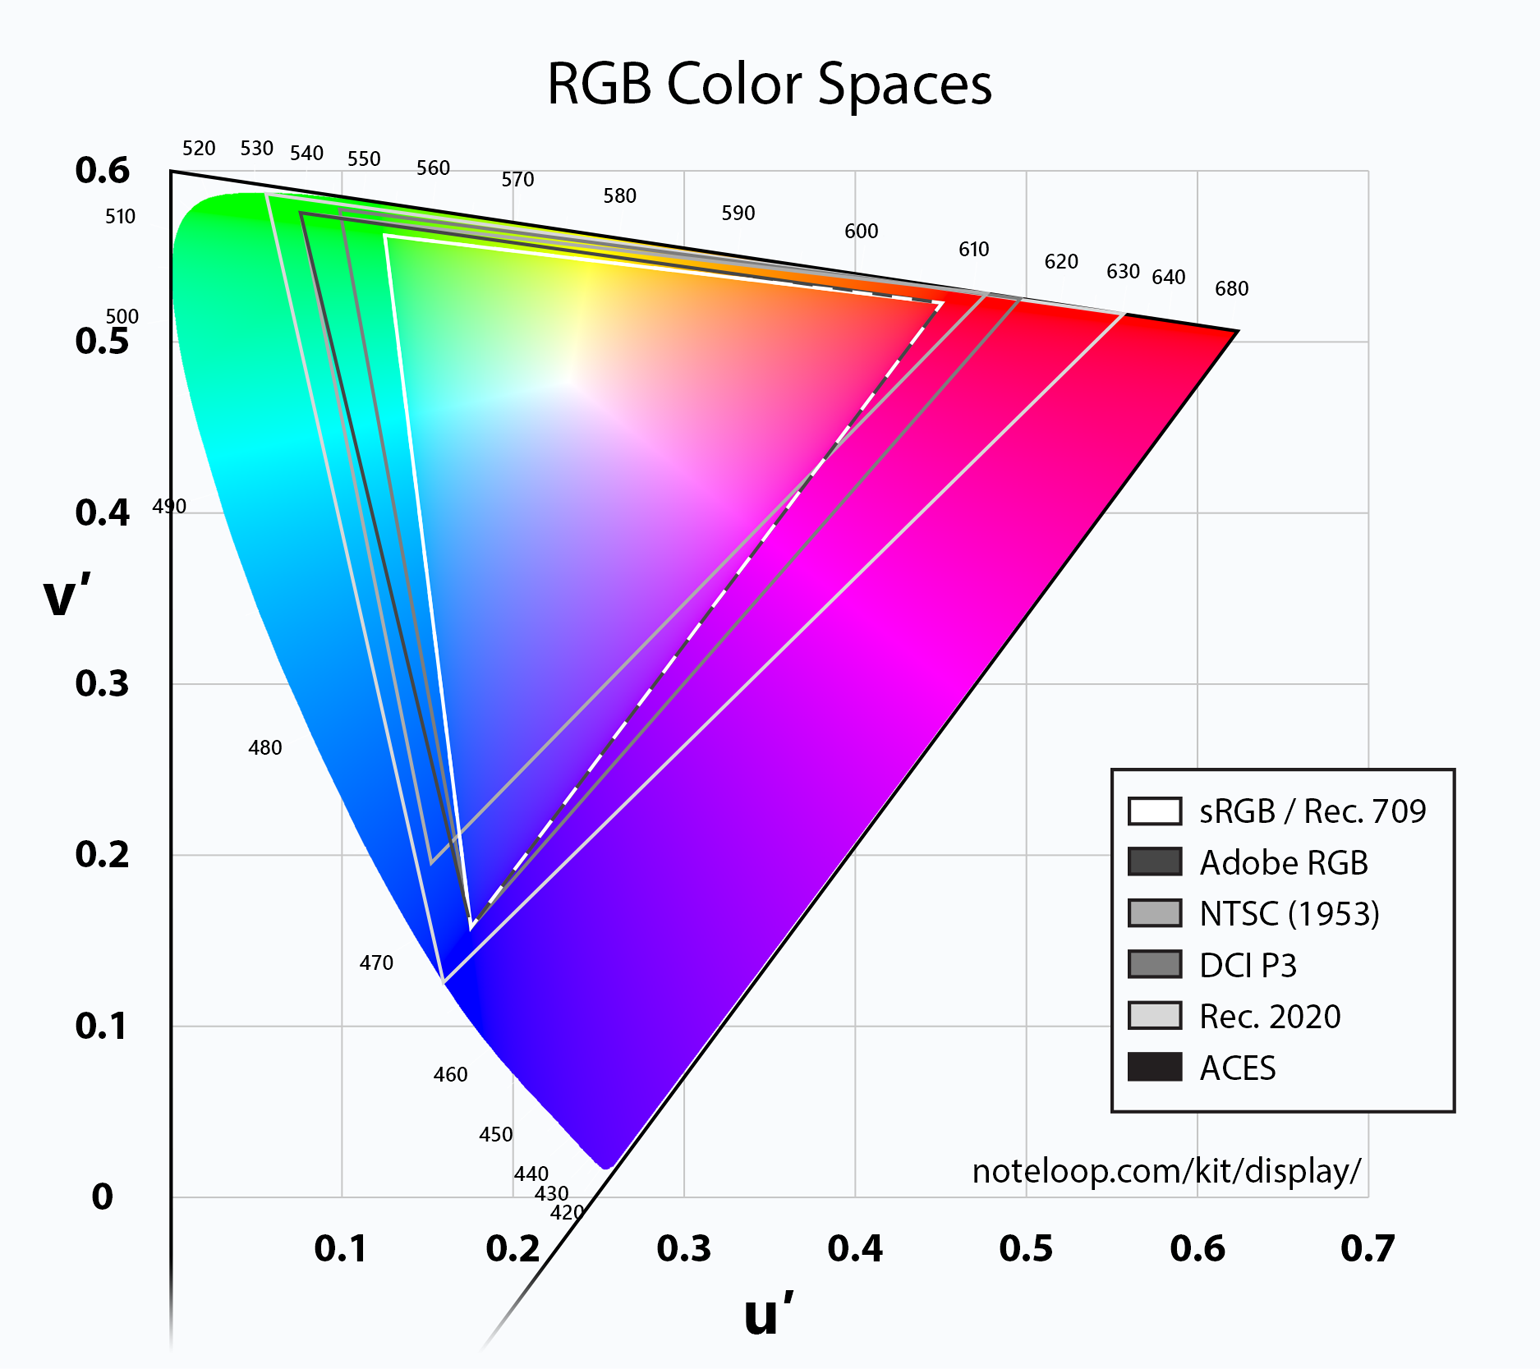 RGB Color Spaces
520 530 540 550 560 570 580 590 600 610 620 630 640 680
0.6
510
500
0.5
490
0.4
v′
0.3
480
0.2
470
0.1
460
450
440
430
420
0
sRGB / Rec. 709
Adobe RGB
NTSC (1953)
DCI P3
Rec. 2020
ACES
noteloop.com/kit/display/
0.1 0.2 0.3 0.4 0.5 0.6 0.7
u′